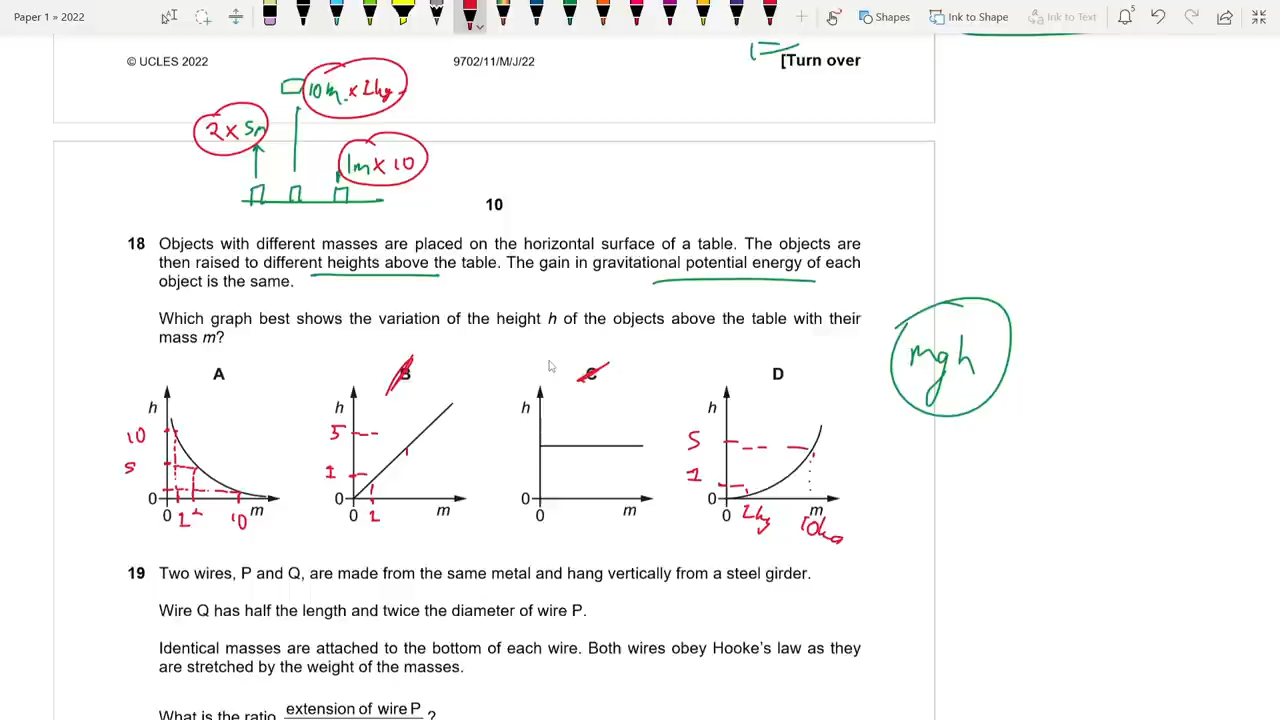 Paper 1 » 2022
Shapes
Ink to Shape
Ink to Text
5
© UCLES 2022
9702/11/M/J/22
[Turn over
10m x 2kg
2 x 5m
1m x 10
10
18 Objects with different masses are placed on the horizontal surface of a table. The objects are
then raised to different heights above the table. The gain in gravitational potential energy of each
object is the same.
Which graph best shows the variation of the height h of the objects above the table with their
mass m?
mgh
A
B
C
D
h
h
h
h
10
5
5
5
1
1
0
0
0
0
0
0
0
0
m
m
m
m
1
2
10
2
2kg
10kg
19 Two wires, P and Q, are made from the same metal and hang vertically from a steel girder.
Wire Q has half the length and twice the diameter of wire P.
Identical masses are attached to the bottom of each wire. Both wires obey Hooke's law as they
are stretched by the weight of the masses.
What is the ratio extension of wire P ?